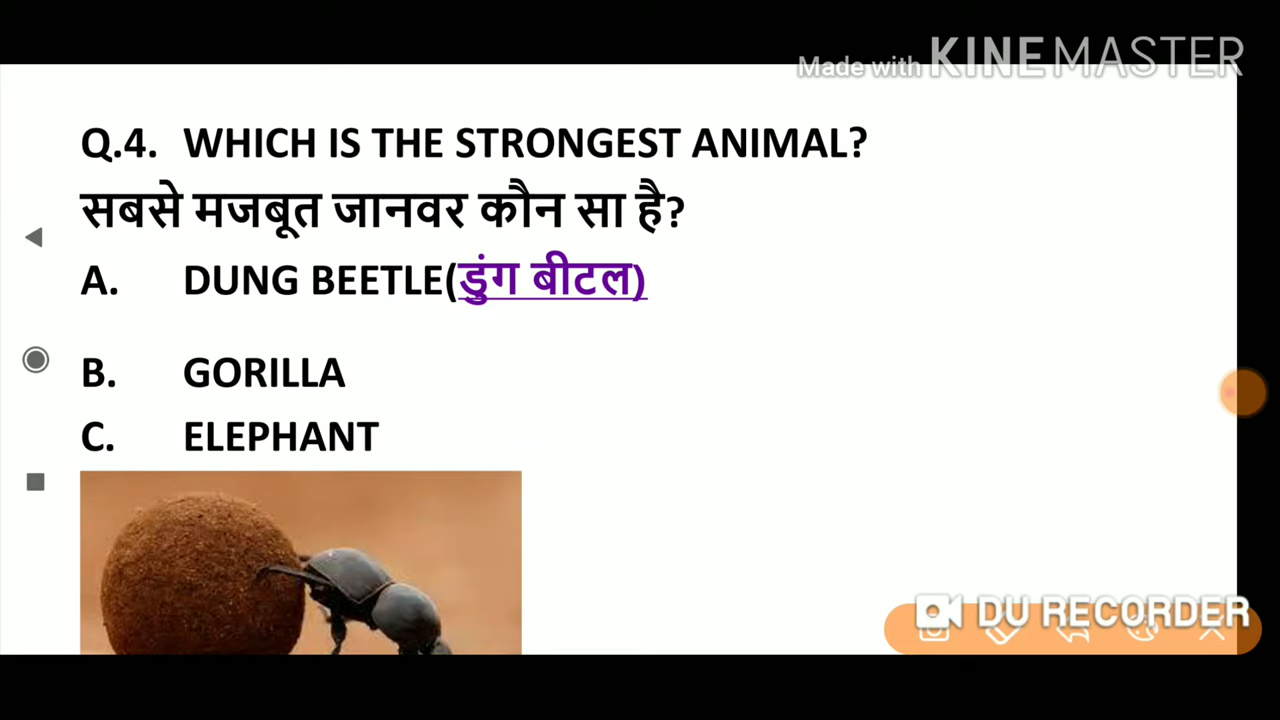 Made with KINEMASTER
Q.4. WHICH IS THE STRONGEST ANIMAL?
सबसे मजबूत जानवर कौन सा है?
A. DUNG BEETLE(डुंग बीटल)
B. GORILLA
C. ELEPHANT
DU RECORDER